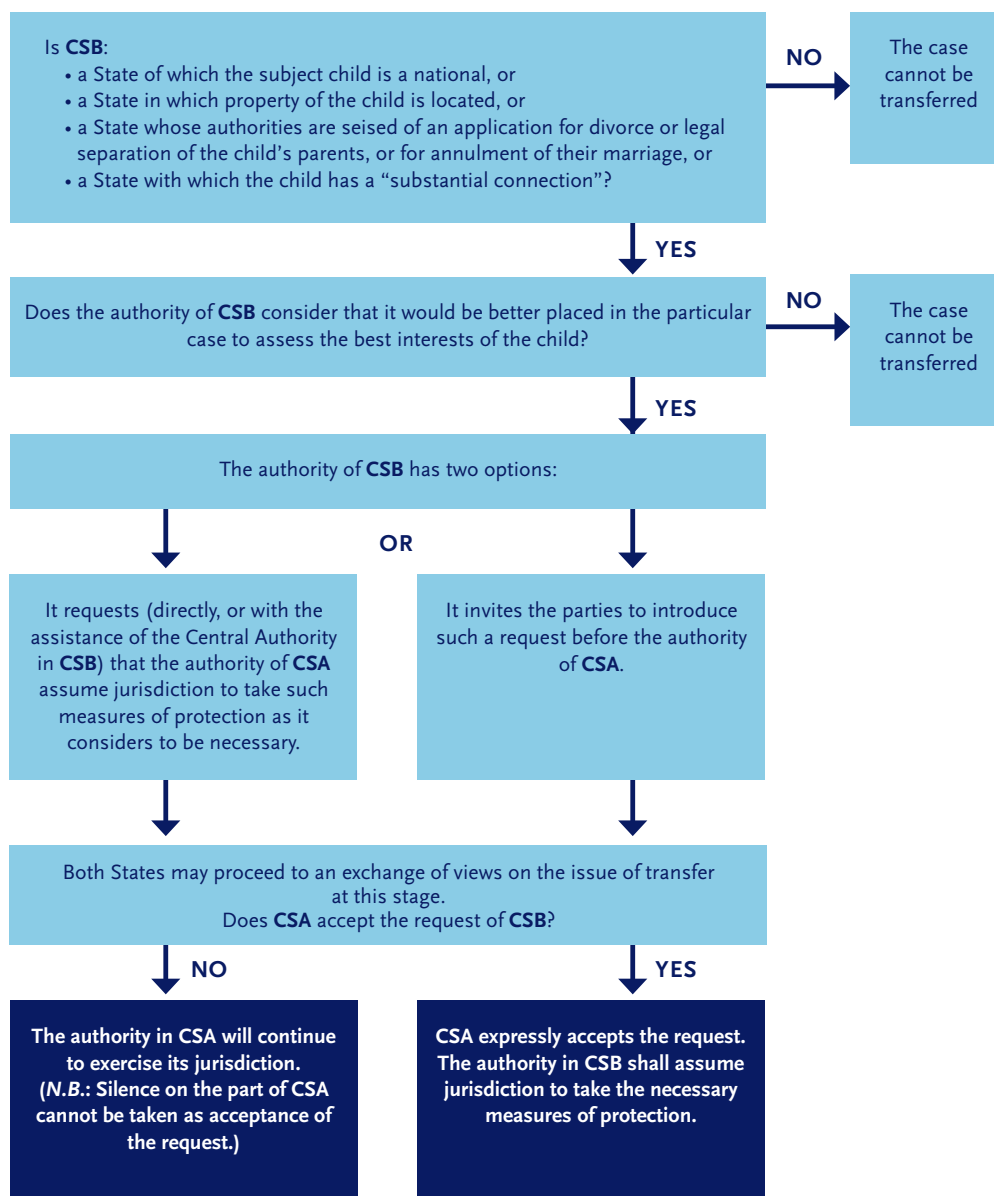 Is CSB:
• a State of which the subject child is a national, or
• a State in which property of the child is located, or
• a State whose authorities are seised of an application for divorce or legal
separation of the child's parents, or for annulment of their marriage, or
• a State with which the child has a “substantial connection”?
NO
The case
cannot be
transferred
YES
Does the authority of CSB consider that it would be better placed in the particular
case to assess the best interests of the child?
NO
The case
cannot be
transferred
YES
The authority of CSB has two options:
OR
It requests (directly, or with the
assistance of the Central Authority
in CSB) that the authority of CSA
assume jurisdiction to take such
measures of protection as it
considers to be necessary.
It invites the parties to introduce
such a request before the authority
of CSA.
Both States may proceed to an exchange of views on the issue of transfer
at this stage.
Does CSA accept the request of CSB?
NO
YES
The authority in CSA will continue
to exercise its jurisdiction.
(N.B.: Silence on the part of CSA
cannot be taken as acceptance of
the request.)
CSA expressly accepts the request.
The authority in CSB shall assume
jurisdiction to take the necessary
measures of protection.